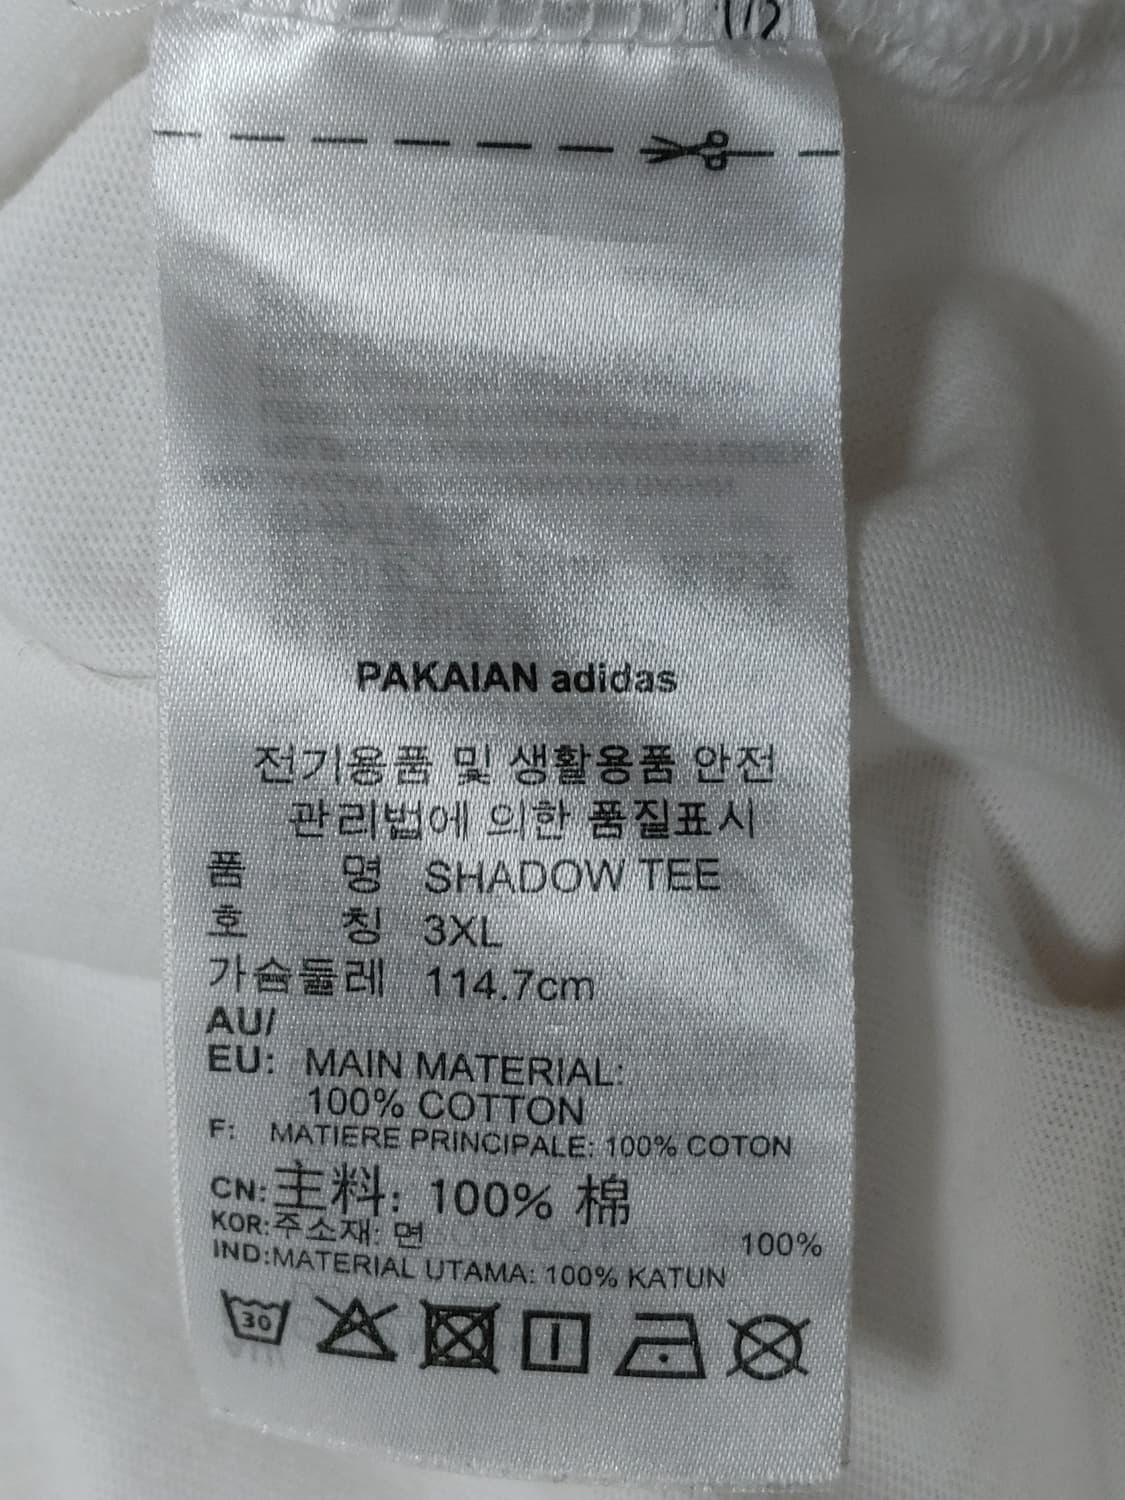 PAKAIAN adidas
전기용품 및 생활용품 안전
관리법에 의한 품질표시
품 명 SHADOW TEE
호 칭 3XL
가슴둘레 114.7cm
AU/
EU: MAIN MATERIAL:
100% COTTON
F: MATIERE PRINCIPALE: 100% COTON
CN:主料: 100% 棉
KOR:주소재: 면 100%
IND:MATERIAL UTAMA: 100% KATUN
30